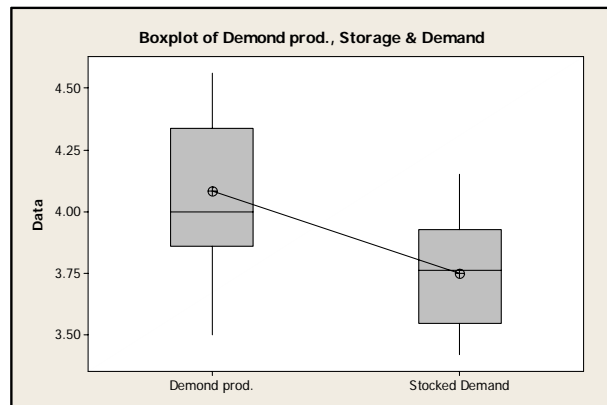 Boxplot of Demond prod., Storage & Demand
4.50
4.25
4.00
3.75
3.50
Data
Demond prod.
Stocked Demand